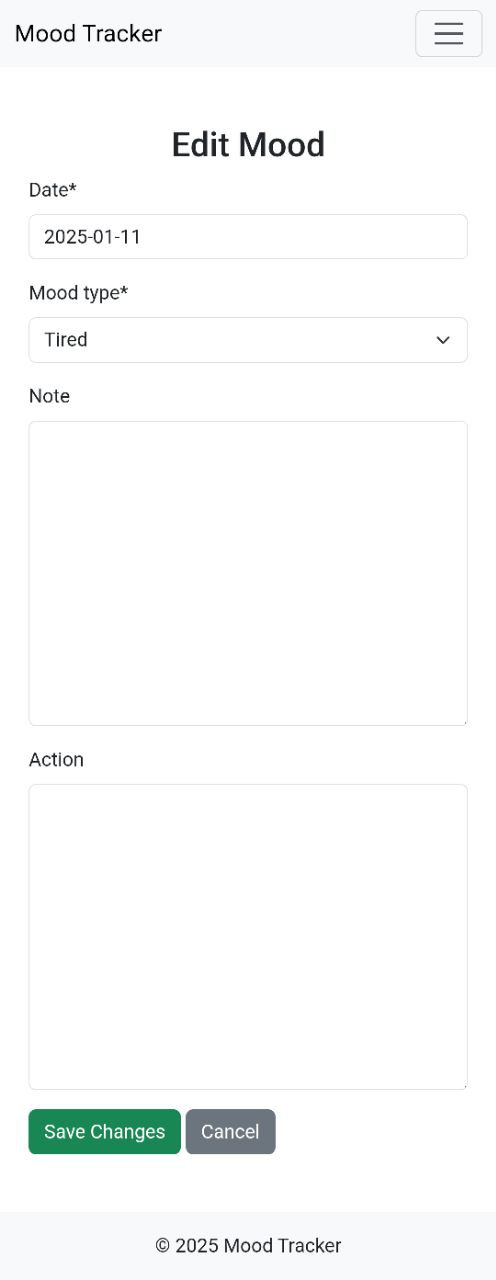 Mood Tracker
Edit Mood
Date*
2025-01-11
Mood type*
Tired
Note
Action
Save Changes Cancel
© 2025 Mood Tracker